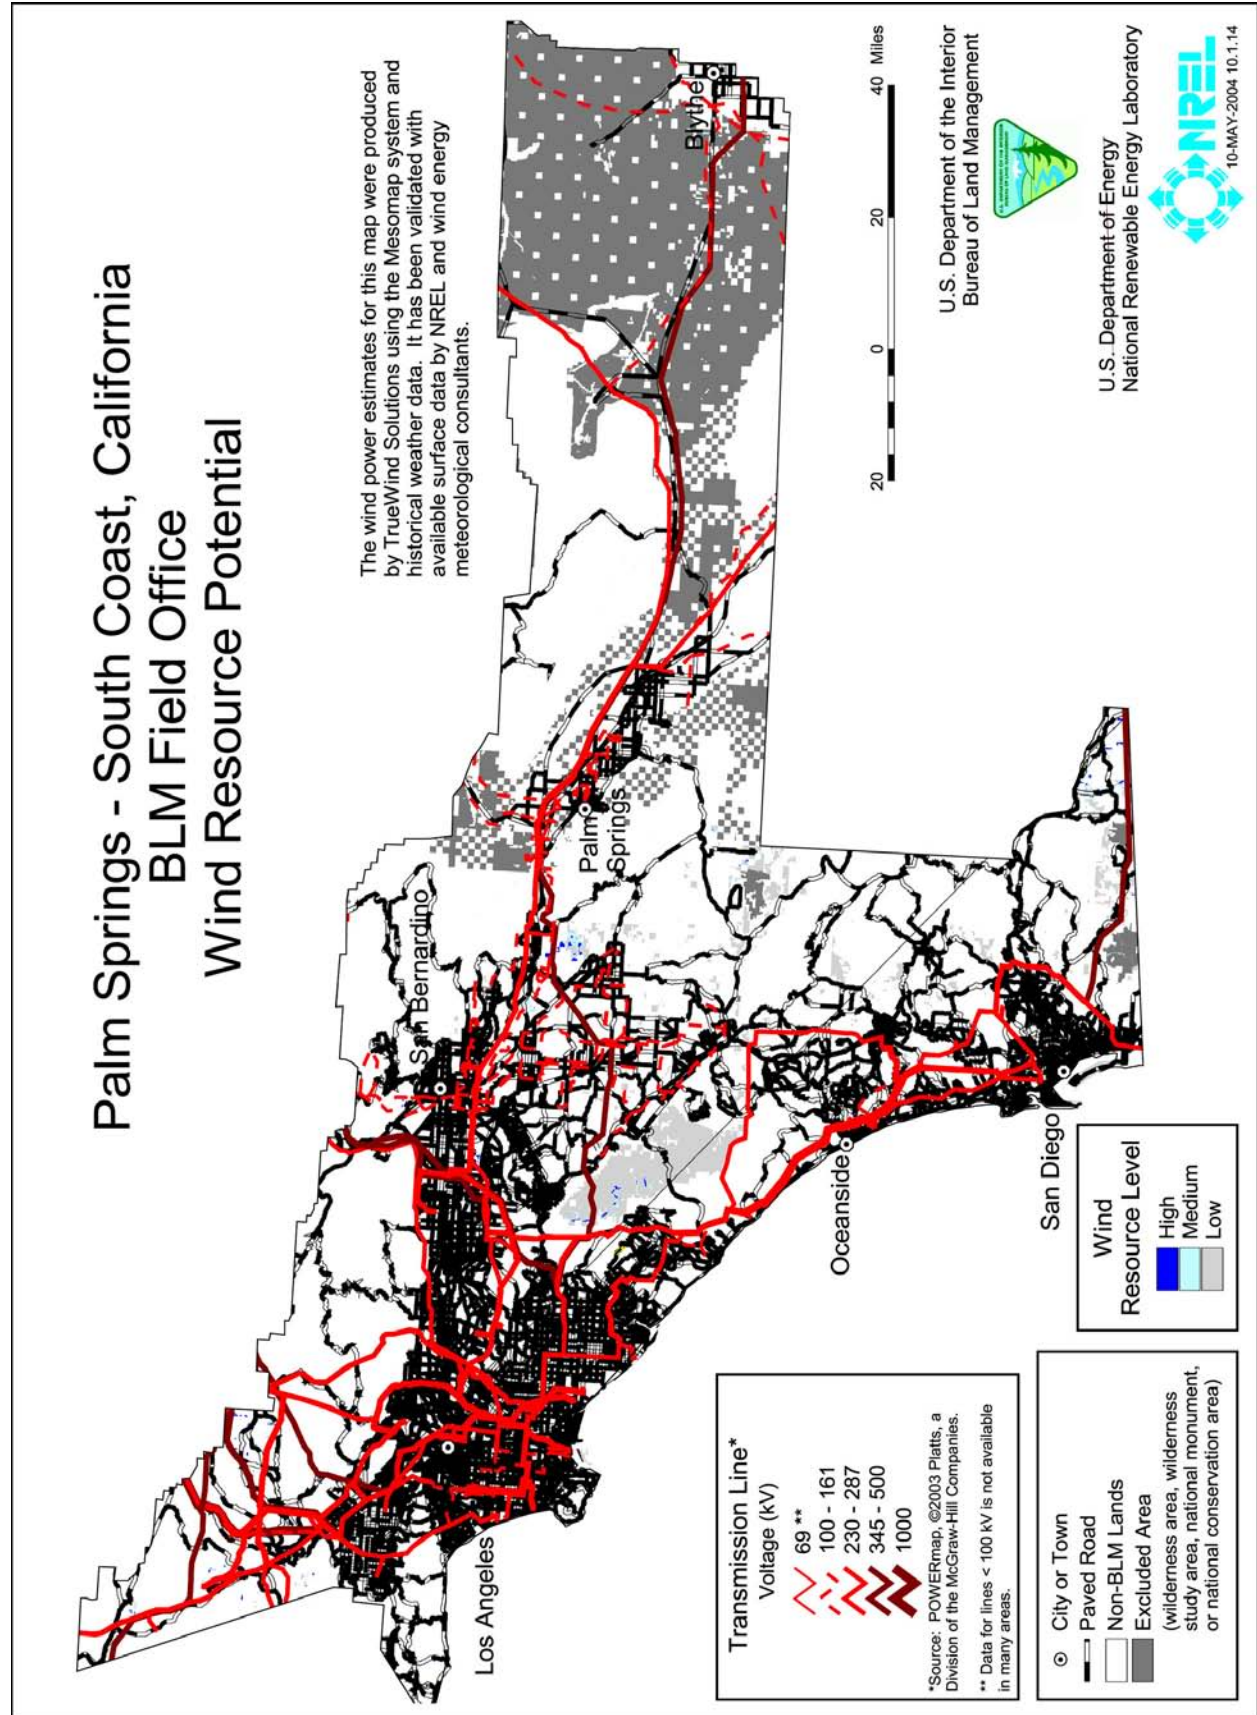 Palm Springs - South Coast, California
BLM Field Office
Wind Resource Potential
The wind power estimates for this map were produced
by TrueWind Solutions using the Mesomap system and
historical weather data. It has been validated with
available surface data by NREL and wind energy
meteorological consultants.
San Bernardino
Palm
Springs
Blythe
Los Angeles
Oceanside
San Diego
20
0
20
40 Miles
U.S. Department of the Interior
Bureau of Land Management
U.S. Department of Energy
National Renewable Energy Laboratory
NREL
10-MAY-2004 10.1.14
Transmission Line*
Voltage (kV)
69 **
100 - 161
230 - 287
345 - 500
1000
*Source: POWERmap, ©2003 Platts, a
Division of the McGraw-Hill Companies.
** Data for lines < 100 kV is not available
in many areas.
City or Town
Paved Road
Non-BLM Lands
Excluded Area
(wilderness area, wilderness
study area, national monument,
or national conservation area)
Wind
Resource Level
High
Medium
Low